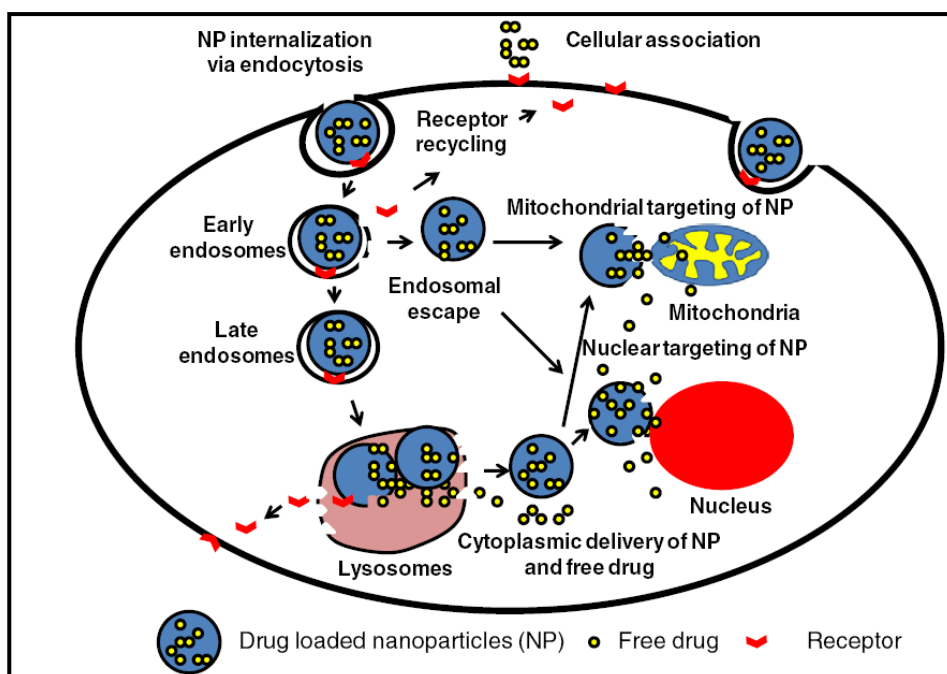 NP internalization
via endocytosis
Cellular association
Receptor
recycling
Early
endosomes
Mitochondrial targeting of NP
Endosomal
escape
Mitochondria
Late
endosomes
Nuclear targeting of NP
Nucleus
Cytoplasmic delivery of NP
and free drug
Lysosomes
Drug loaded nanoparticles (NP)
Free drug
Receptor